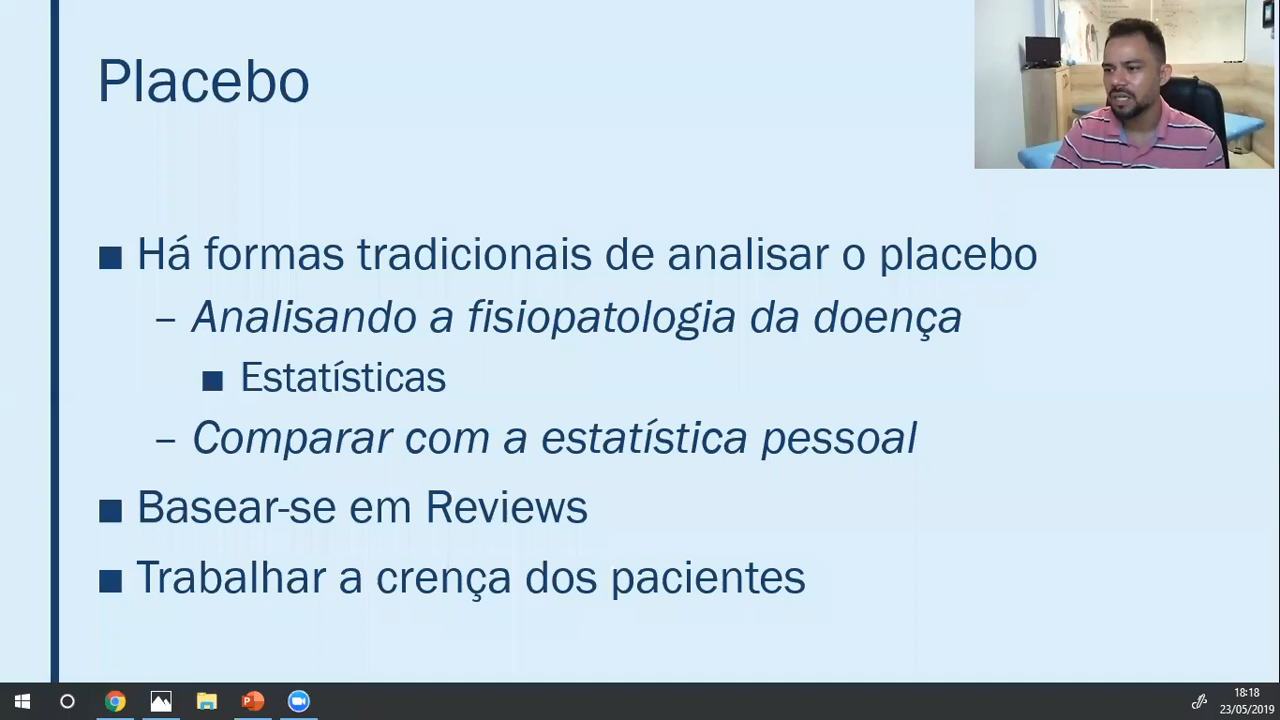 Placebo
■ Há formas tradicionais de analisar o placebo
– Analisando a fisiopatologia da doença
■ Estatísticas
– Comparar com a estatística pessoal
■ Basear-se em Reviews
■ Trabalhar a crença dos pacientes
18:18
23/05/2019